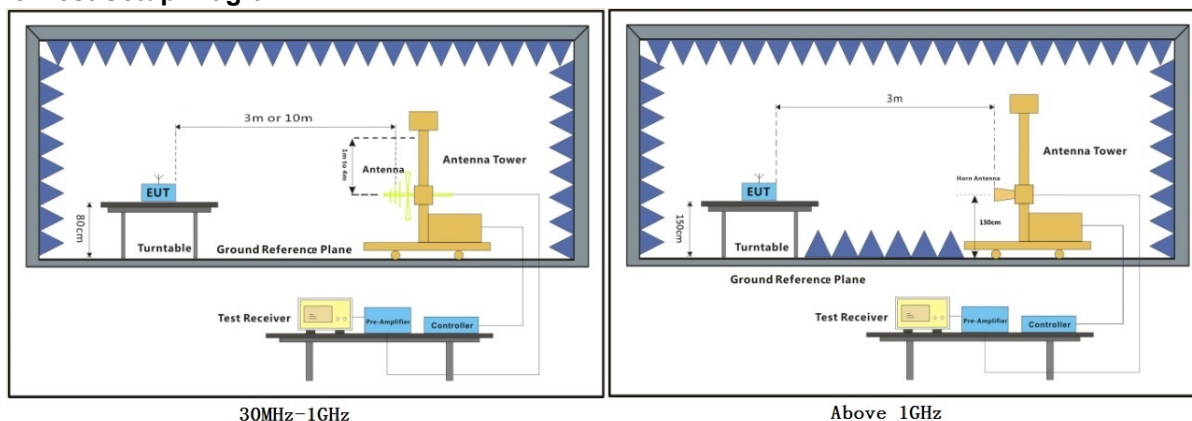 3m or 10m
1m to 4m
Antenna
Antenna Tower
EUT
80cm
Turntable
Ground Reference Plane
Test Receiver
Pre-Amplifier
Controller
30MHz-1GHz
3m
Antenna Tower
Horn Antenna
EUT
150cm
150cm
Turntable
Ground Reference Plane
Test Receiver
Pre-Amplifier
Controller
Above 1GHz